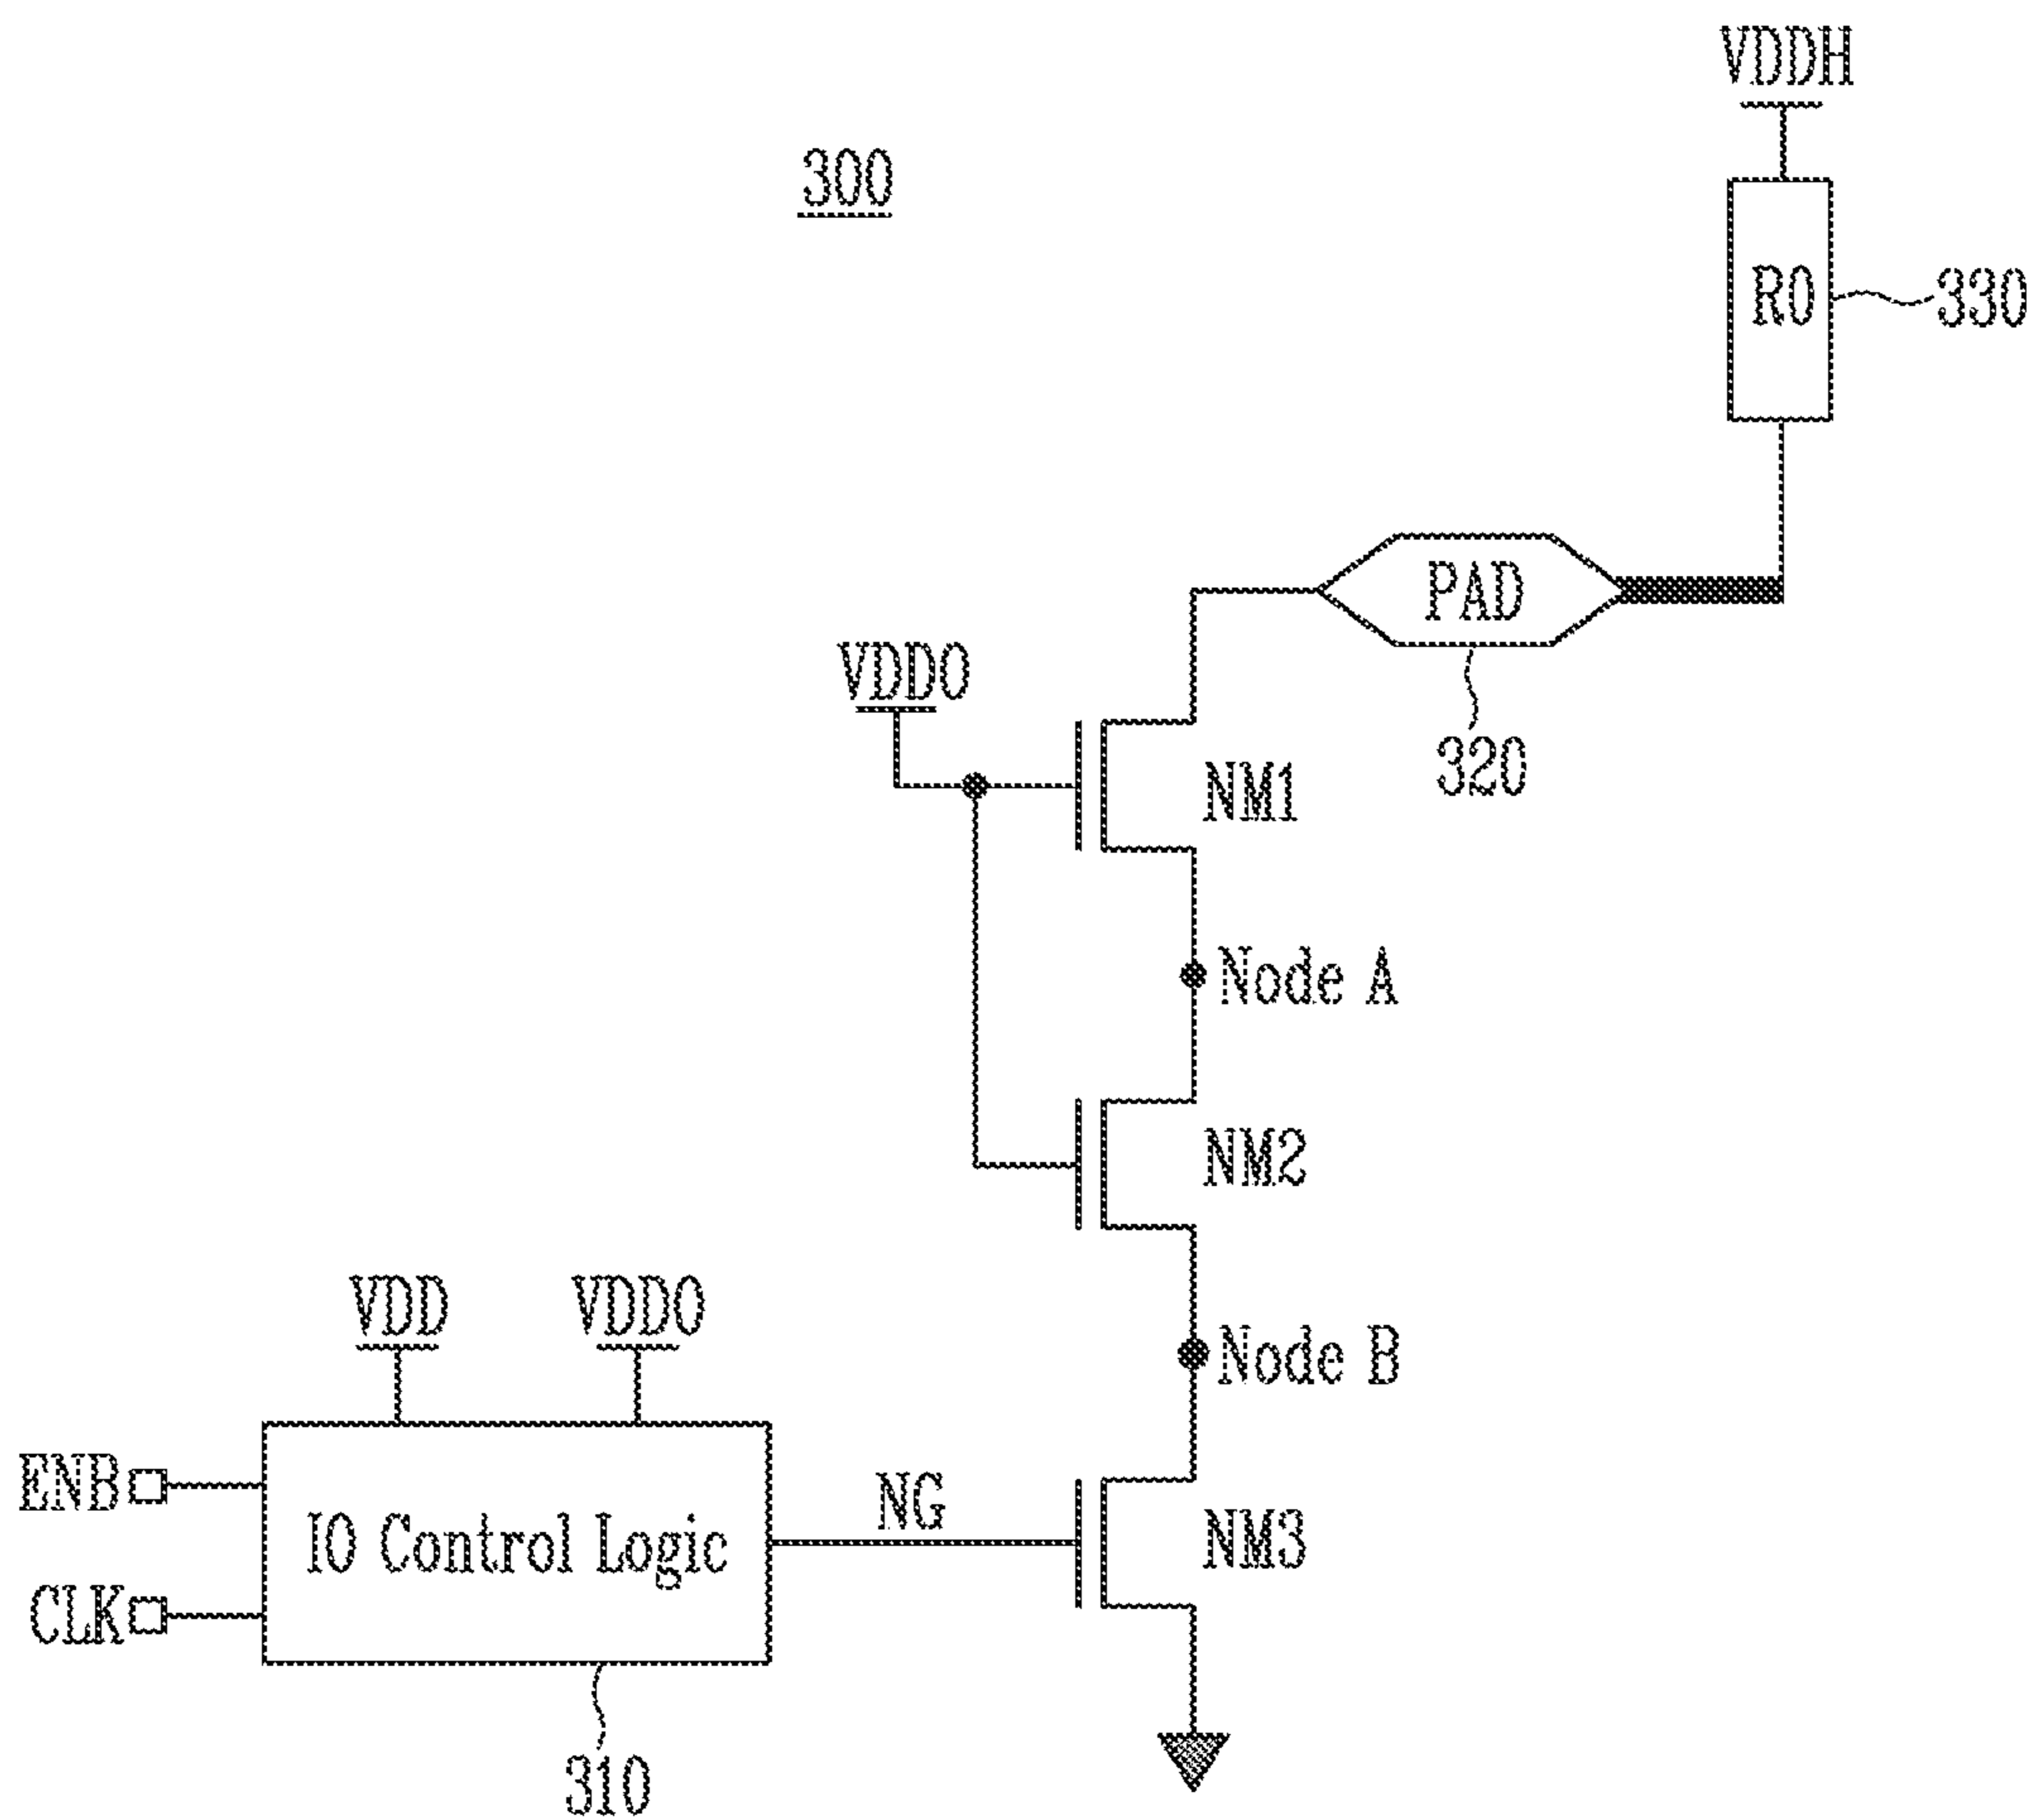 VDDH
300
R0
330
PAD
VDDO
320
NM1
Node A
NM2
VDD
VDDO
Node B
ENB
NG
IO Control Logic
NM3
CLK
310